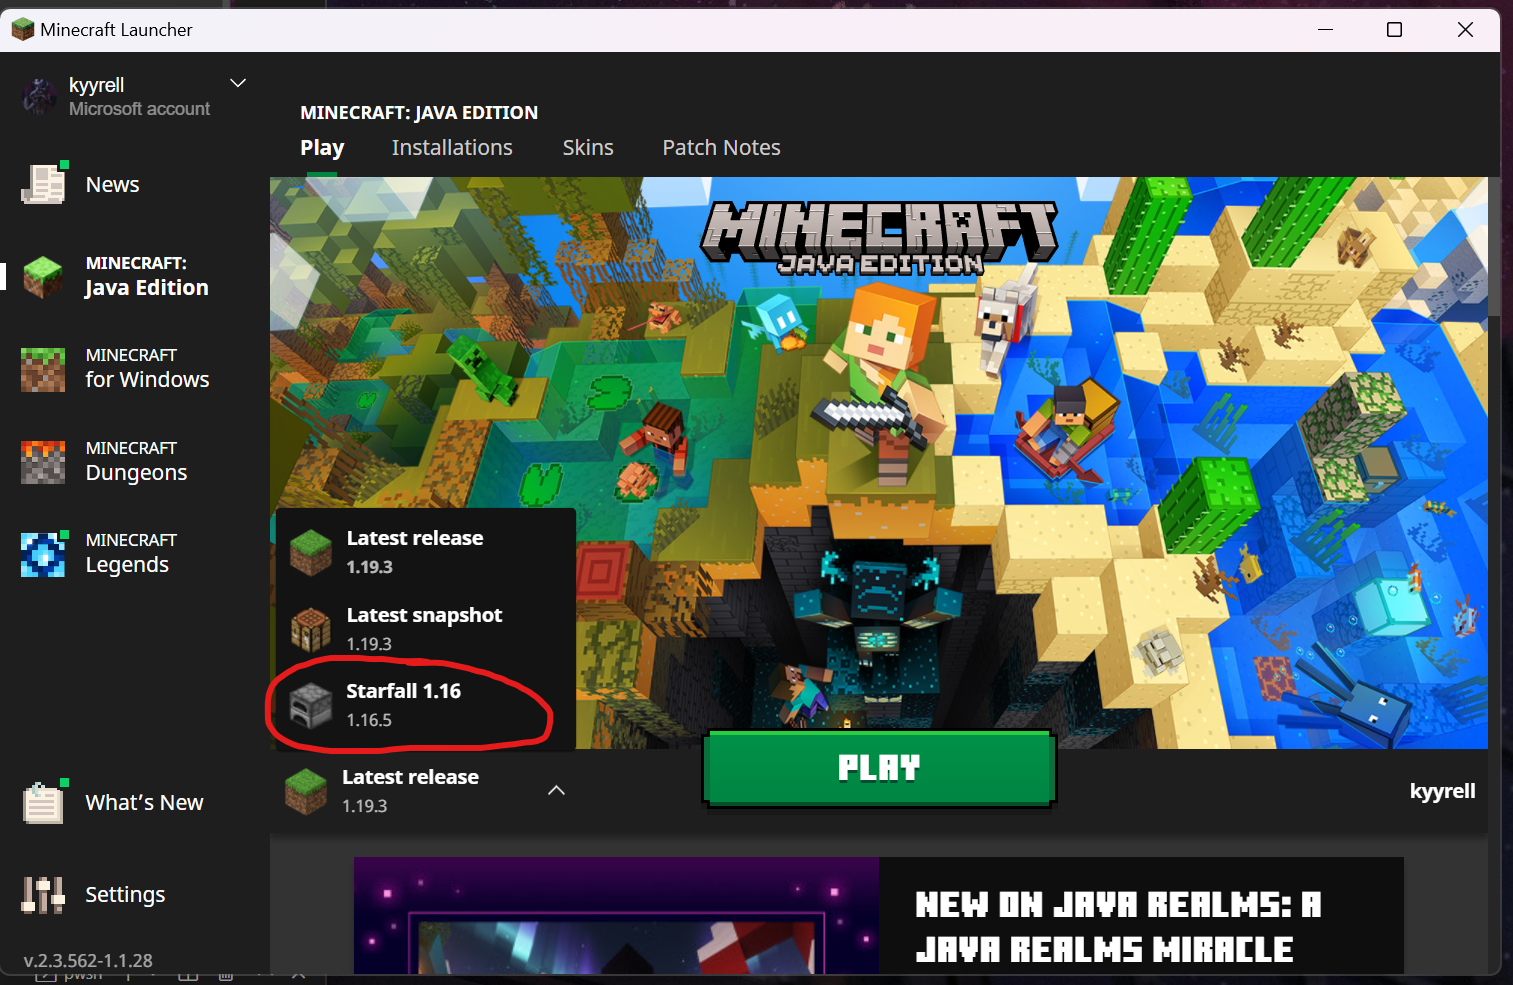 Minecraft Launcher
kyyrell
Microsoft account
News
MINECRAFT:
Java Edition
MINECRAFT
for Windows
MINECRAFT
Dungeons
MINECRAFT
Legends
What's New
Settings
v.2.3.562-1.1.28
pwsh
MINECRAFT: JAVA EDITION
Play Installations Skins Patch Notes
MINECRAFT
JAVA EDITION
Latest release
1.19.3
Latest snapshot
1.19.3
Starfall 1.16
1.16.5
Latest release
1.19.3
PLAY
kyyrell
NEW ON JAVA REALMS: A
JAVA REALMS MIRACLE